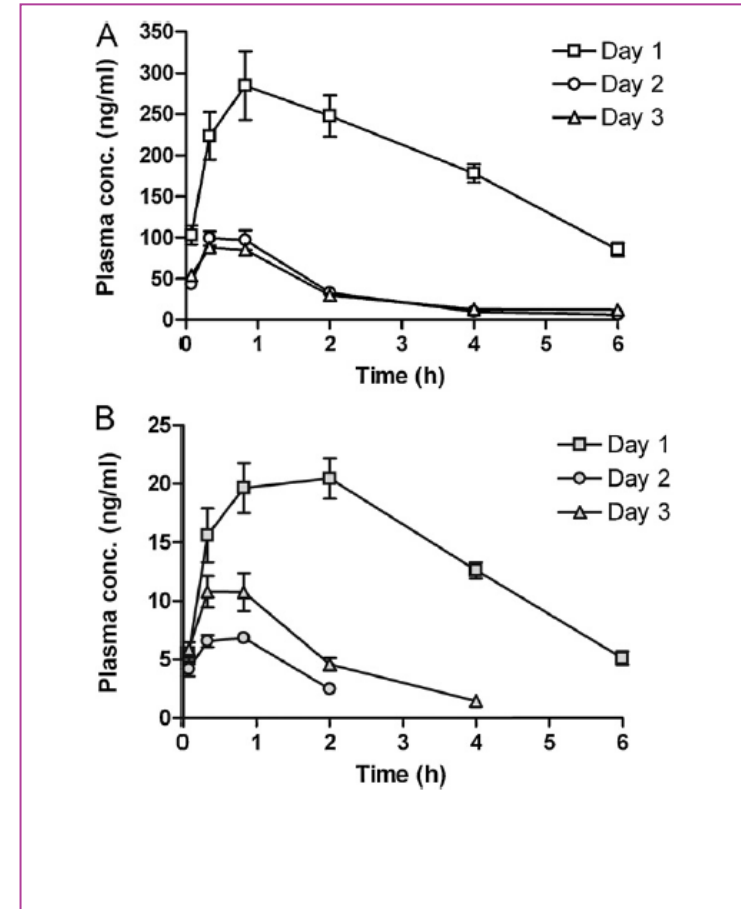 A
350
300
250
200
150
100
50
0
Plasma conc. (ng/ml)
Day 1
Day 2
Day 3
0 1 2 3 4 5 6
Time (h)
B
25
20
15
10
5
0
Plasma conc. (ng/ml)
Day 1
Day 2
Day 3
0 1 2 3 4 5 6
Time (h)